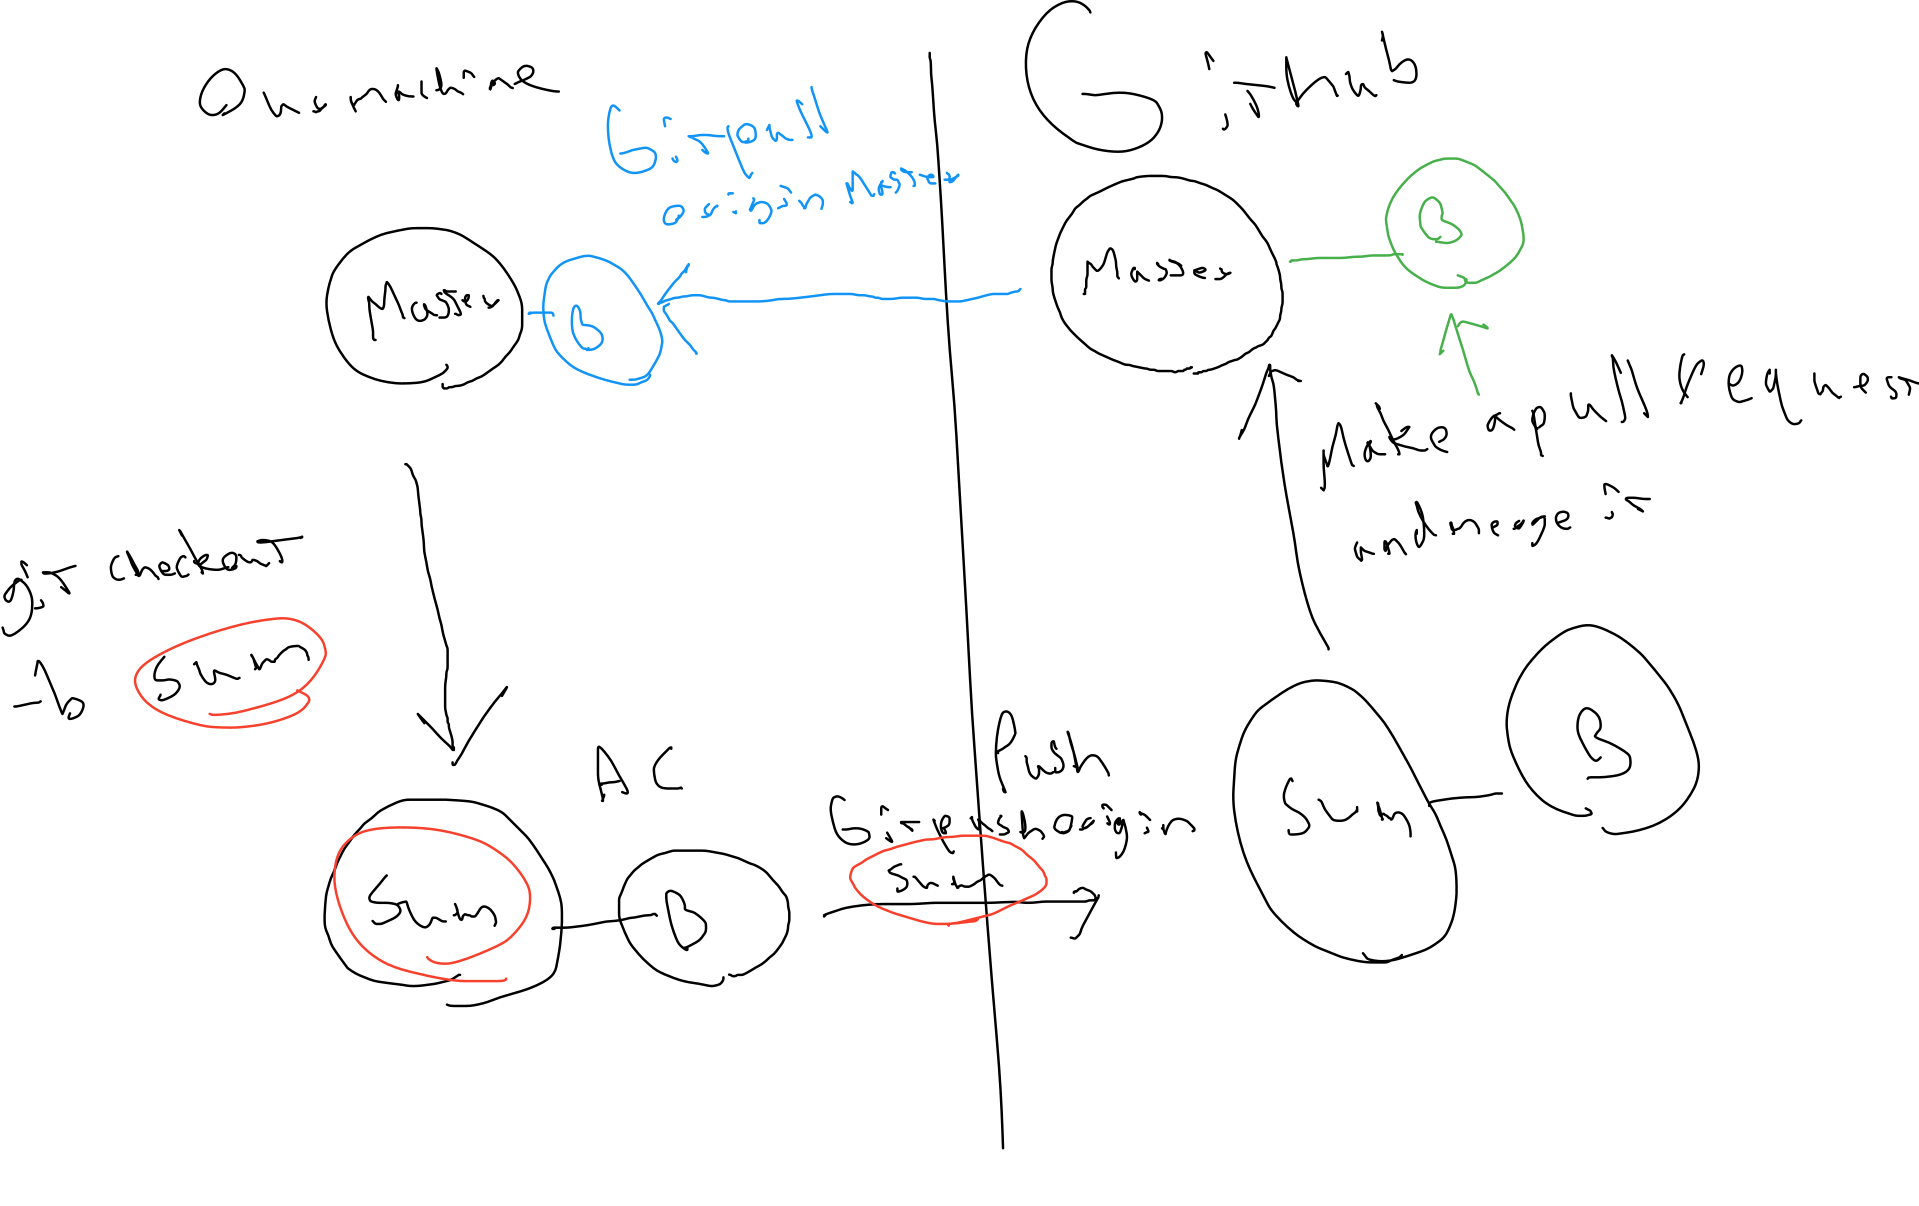 Our machine
Github
Git pull
origin Master
Master
B
Master
B
Make a pull request
and merge it
git checkout
-b sum
AC
Push
Git push origin
sum
Sum
B
Sum
B